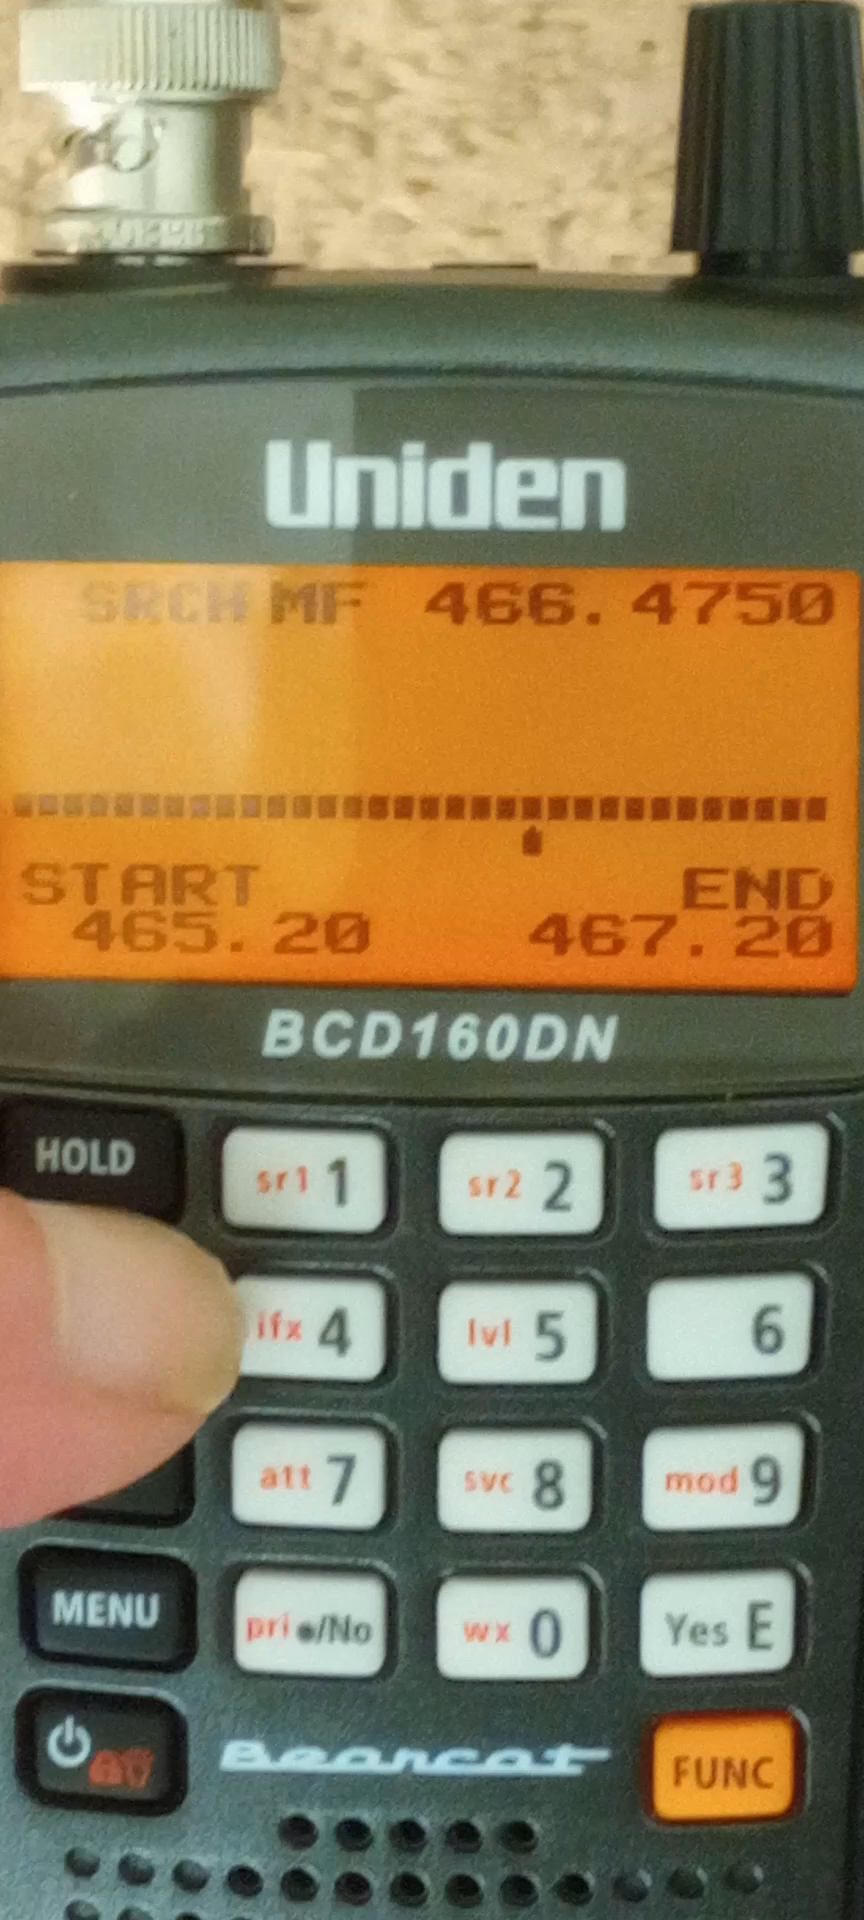 Uniden
SRCH MF 466.4750
START END
465.20 467.20
BCD160DN
HOLD sr1 1 sr2 2 sr3 3
ifx 4 lvl 5 6
att 7 svc 8 mod 9
MENU pri •/No wx 0 Yes E
Bearcat FUNC